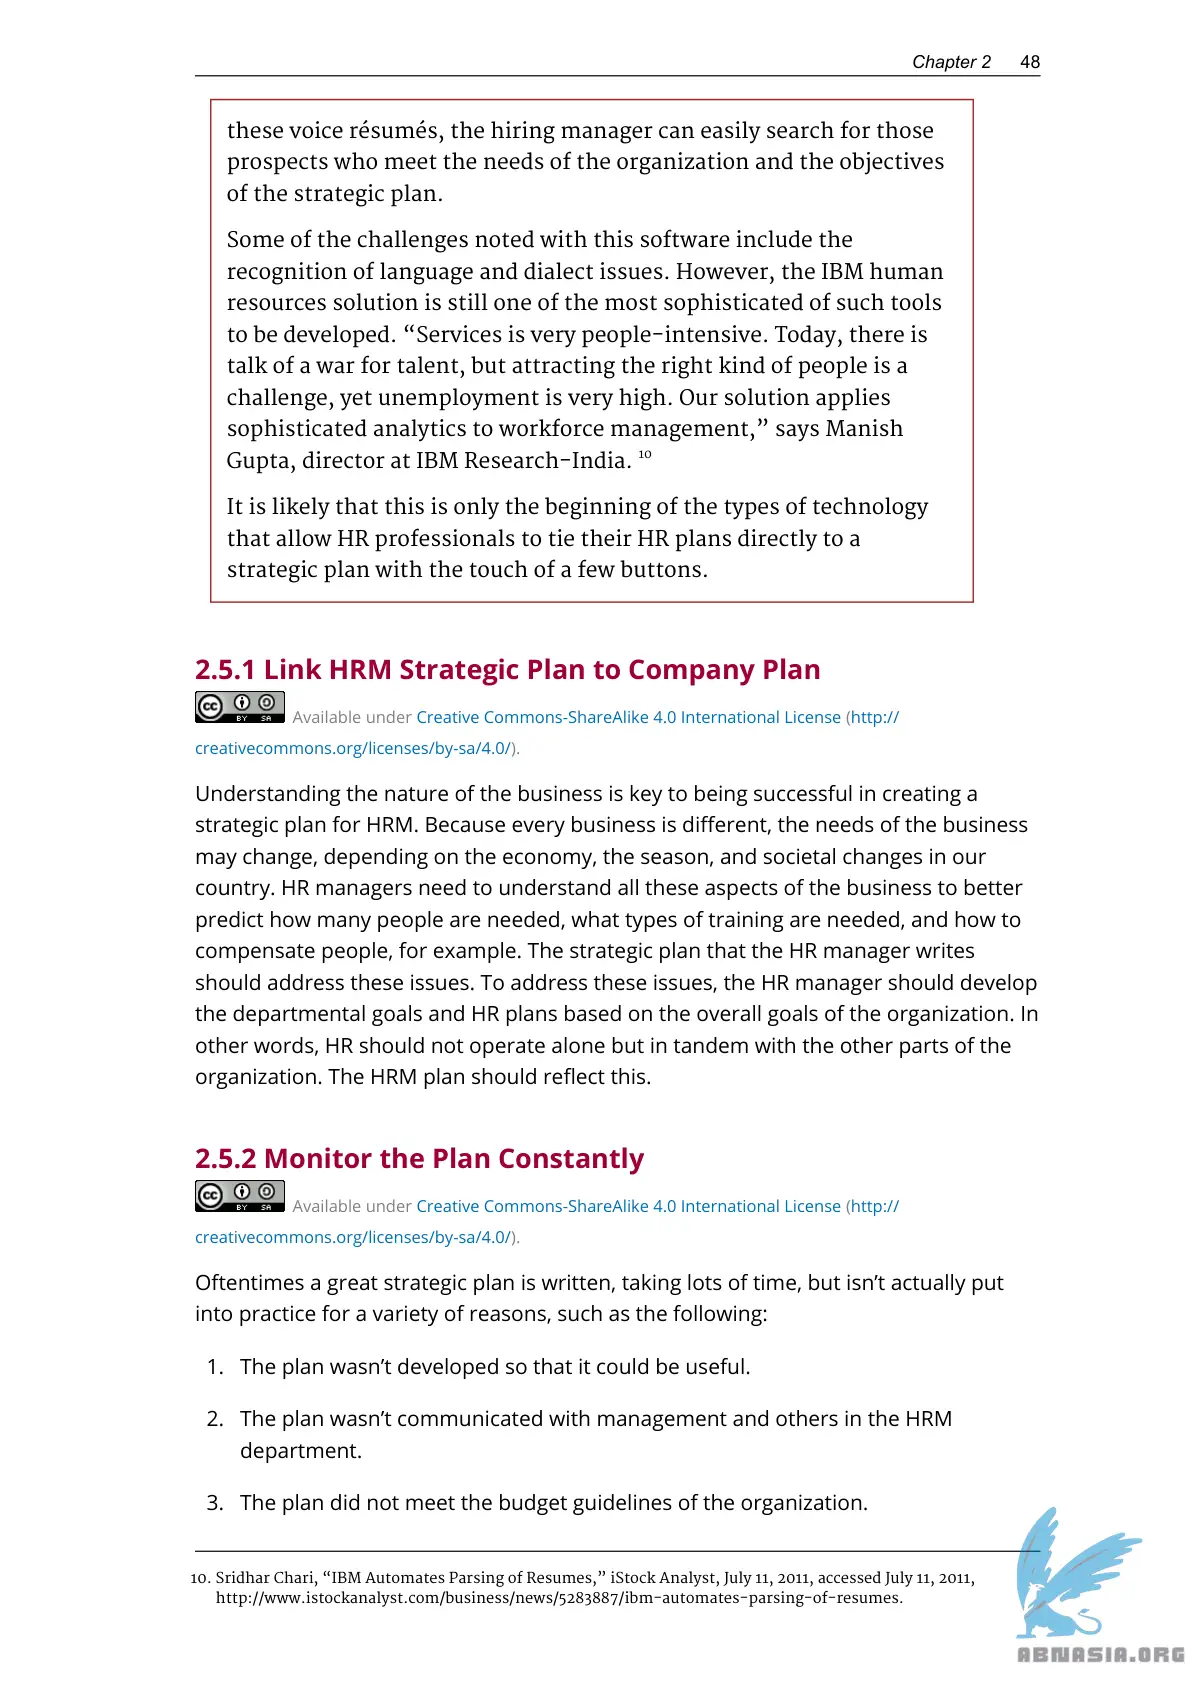 Chapter 2 48
these voice résumés, the hiring manager can easily search for those
prospects who meet the needs of the organization and the objectives
of the strategic plan.
Some of the challenges noted with this software include the
recognition of language and dialect issues. However, the IBM human
resources solution is still one of the most sophisticated of such tools
to be developed. “Services is very people-intensive. Today, there is
talk of a war for talent, but attracting the right kind of people is a
challenge, yet unemployment is very high. Our solution applies
sophisticated analytics to workforce management,” says Manish
Gupta, director at IBM Research-India. 10
It is likely that this is only the beginning of the types of technology
that allow HR professionals to tie their HR plans directly to a
strategic plan with the touch of a few buttons.
2.5.1 Link HRM Strategic Plan to Company Plan
cc BY SA Available under Creative Commons-ShareAlike 4.0 International License (http://
creativecommons.org/licenses/by-sa/4.0/).
Understanding the nature of the business is key to being successful in creating a
strategic plan for HRM. Because every business is different, the needs of the business
may change, depending on the economy, the season, and societal changes in our
country. HR managers need to understand all these aspects of the business to better
predict how many people are needed, what types of training are needed, and how to
compensate people, for example. The strategic plan that the HR manager writes
should address these issues. To address these issues, the HR manager should develop
the departmental goals and HR plans based on the overall goals of the organization. In
other words, HR should not operate alone but in tandem with the other parts of the
organization. The HRM plan should reflect this.
2.5.2 Monitor the Plan Constantly
cc BY SA Available under Creative Commons-ShareAlike 4.0 International License (http://
creativecommons.org/licenses/by-sa/4.0/).
Oftentimes a great strategic plan is written, taking lots of time, but isn’t actually put
into practice for a variety of reasons, such as the following:
1. The plan wasn’t developed so that it could be useful.
2. The plan wasn’t communicated with management and others in the HRM
department.
3. The plan did not meet the budget guidelines of the organization.
10. Sridhar Chari, “IBM Automates Parsing of Resumes,” iStock Analyst, July 11, 2011, accessed July 11, 2011,
http://www.istockanalyst.com/business/news/5283887/ibm-automates-parsing-of-resumes.
ABNASIA.ORG